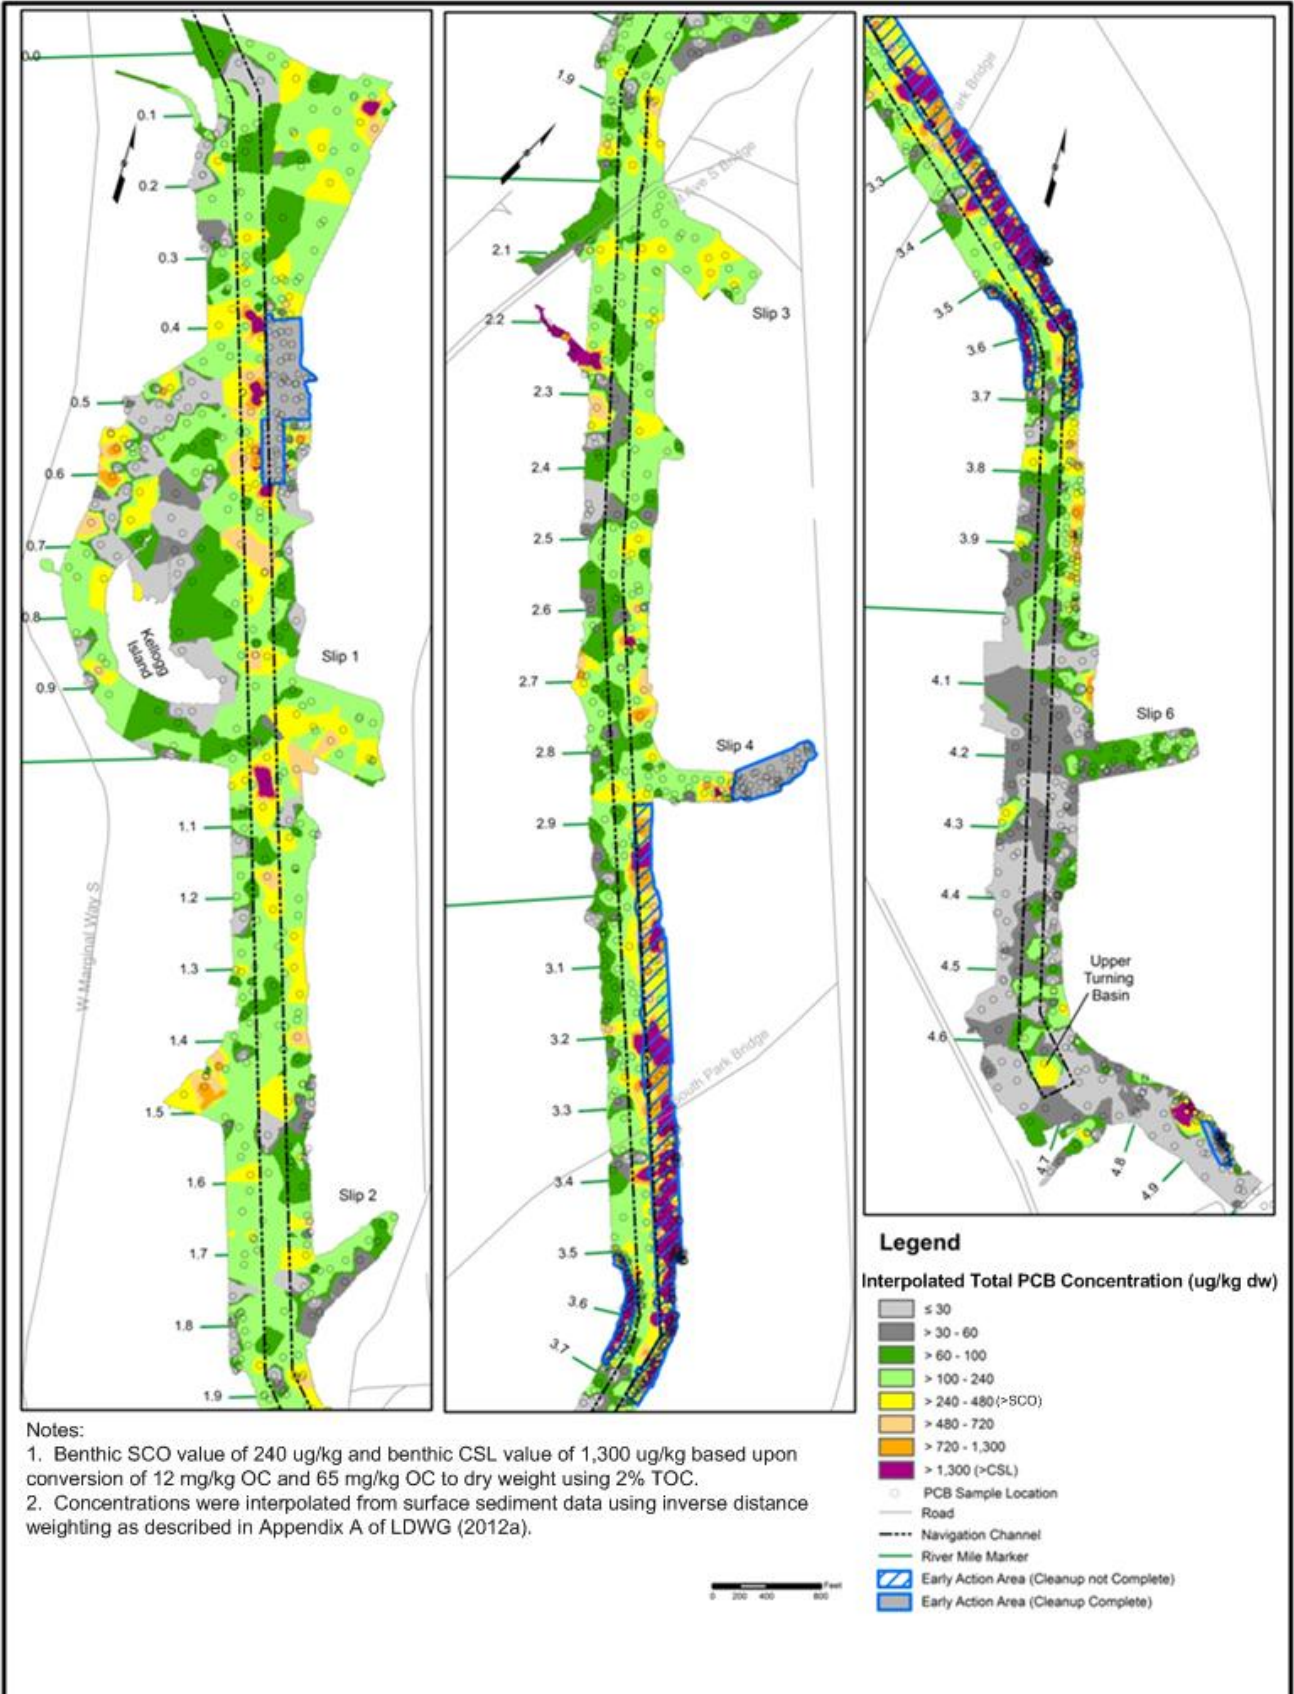 0.0
0.1
0.2
0.3
0.4
0.5
0.6
0.7
0.8
0.9
Kellogg
Island
Slip 1
1.1
1.2
1.3
1.4
1.5
1.6
1.7
1.8
1.9
Slip 2
W Marginal Way S
1.9
Ave S Bridge
2.1
2.2
Slip 3
2.3
2.4
2.5
2.6
2.7
2.8
Slip 4
2.9
3.1
3.2
South Park Bridge
3.3
3.4
3.5
3.6
3.7
Park Bridge
3.3
3.4
3.5
3.6
3.7
3.8
3.9
4.1
Slip 6
4.2
4.3
4.4
4.5
Upper
Turning
Basin
4.6
4.7
4.8
4.9
Legend
Interpolated Total PCB Concentration (ug/kg dw)
≤ 30
> 30 - 60
> 60 - 100
> 100 - 240
> 240 - 480 (>SCO)
> 480 - 720
> 720 - 1,300
> 1,300 (>CSL)
PCB Sample Location
Road
Navigation Channel
River Mile Marker
Early Action Area (Cleanup not Complete)
Early Action Area (Cleanup Complete)
Notes:
1. Benthic SCO value of 240 ug/kg and benthic CSL value of 1,300 ug/kg based upon
conversion of 12 mg/kg OC and 65 mg/kg OC to dry weight using 2% TOC.
2. Concentrations were interpolated from surface sediment data using inverse distance
weighting as described in Appendix A of LDWG (2012a).
Feet
0 200 400 800